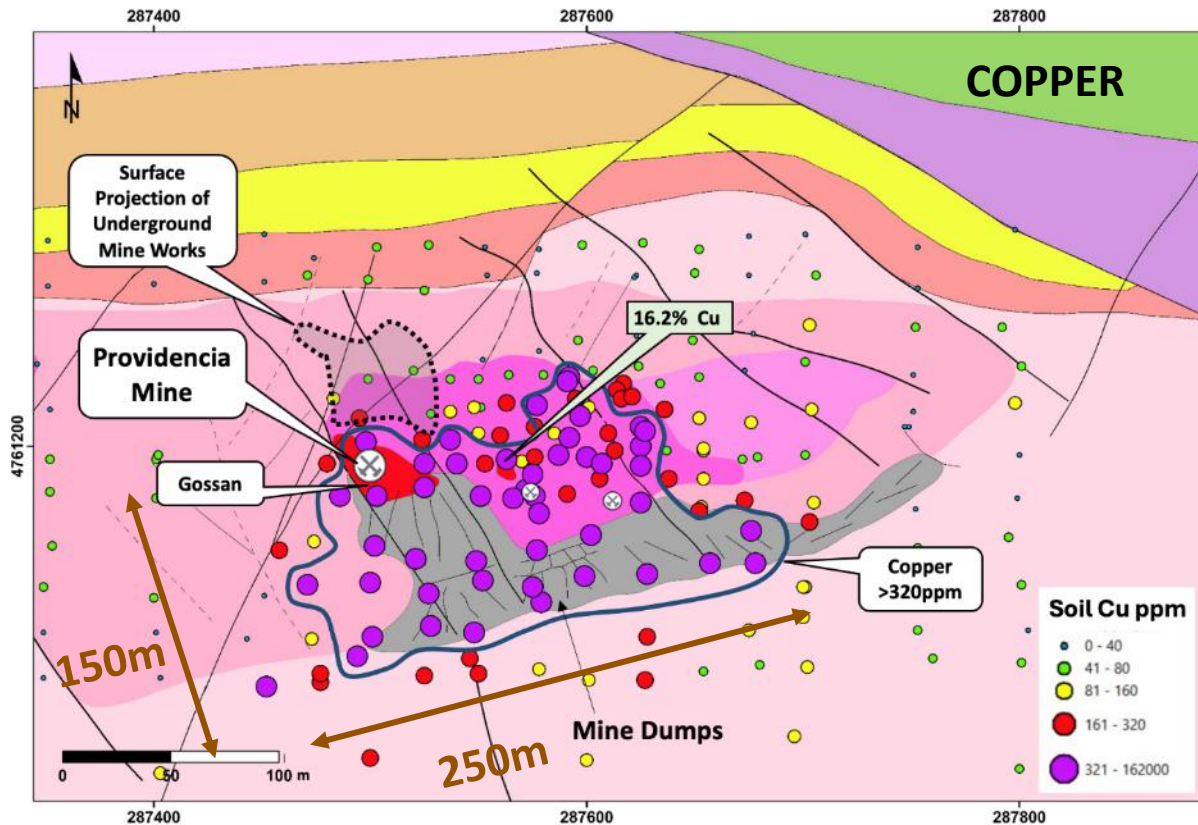 287400
287600
287800
COPPER
N
Surface
Projection of
Underground
Mine Works
16.2% Cu
Providencia
Mine
4761200
Gossan
Copper
>320ppm
150m
250m
Mine Dumps
0
50
100 m
Soil Cu ppm
0 - 40
41 - 80
81 - 160
161 - 320
321 - 162000
287400
287600
287800